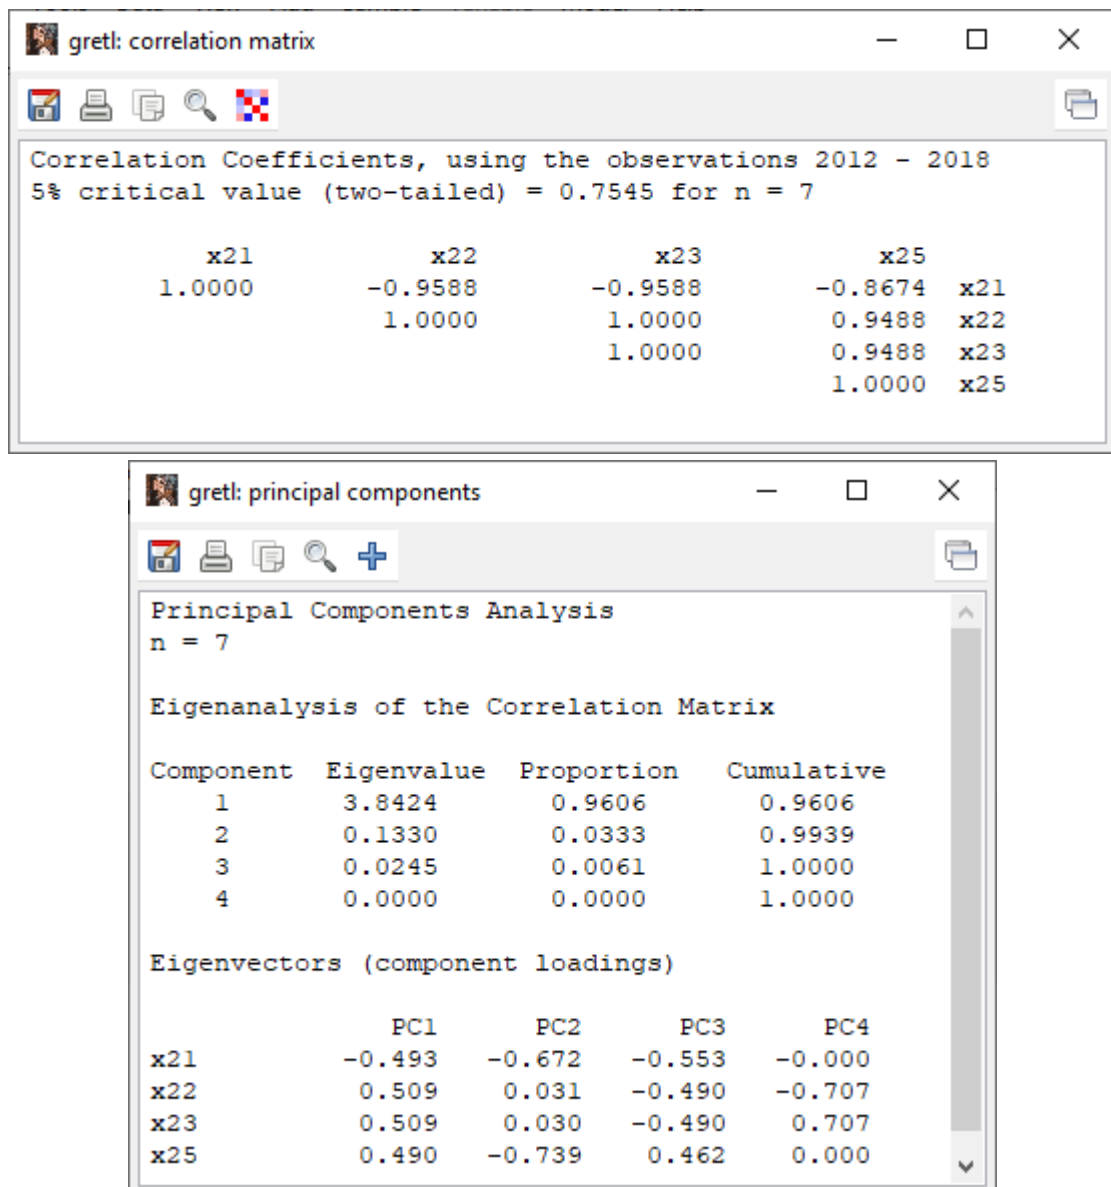 gretl: correlation matrix
Correlation Coefficients, using the observations 2012 - 2018
5% critical value (two-tailed) = 0.7545 for n = 7
x21 x22 x23 x25
1.0000 -0.9588 -0.9588 -0.8674 x21
1.0000 1.0000 0.9488 x22
1.0000 0.9488 x23
1.0000 x25
gretl: principal components
Principal Components Analysis
n = 7
Eigenanalysis of the Correlation Matrix
Component Eigenvalue Proportion Cumulative
1 3.8424 0.9606 0.9606
2 0.1330 0.0333 0.9939
3 0.0245 0.0061 1.0000
4 0.0000 0.0000 1.0000
Eigenvectors (component loadings)
PC1 PC2 PC3 PC4
x21 -0.493 -0.672 -0.553 -0.000
x22 0.509 0.031 -0.490 -0.707
x23 0.509 0.030 -0.490 0.707
x25 0.490 -0.739 0.462 0.000